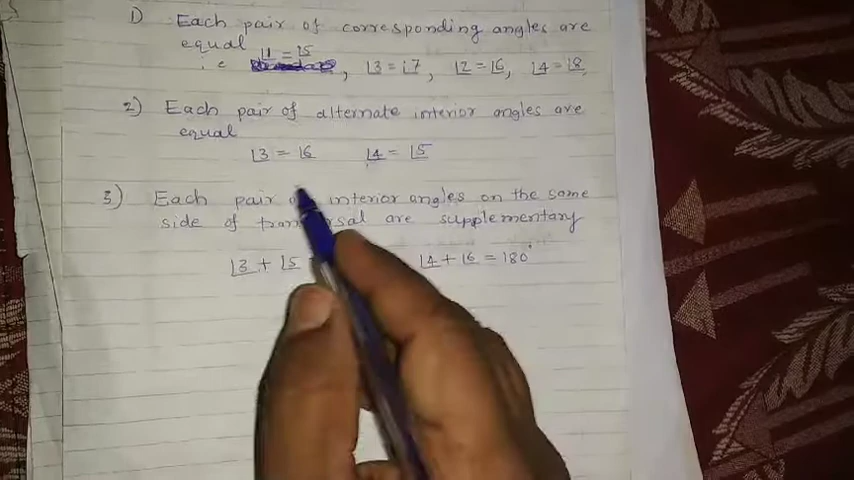 1) Each pair of corresponding angles are
equal ∠1 = ∠5
i.e , ∠3 = ∠7, ∠2 = ∠6, ∠4 = ∠8
2) Each pair of alternate interior angles are
equal
∠3 = ∠6 ∠4 = ∠5
3) Each pair interior angles on the same
side of are supplementary
∠3 + ∠5 ∠4 + ∠6 = 180°